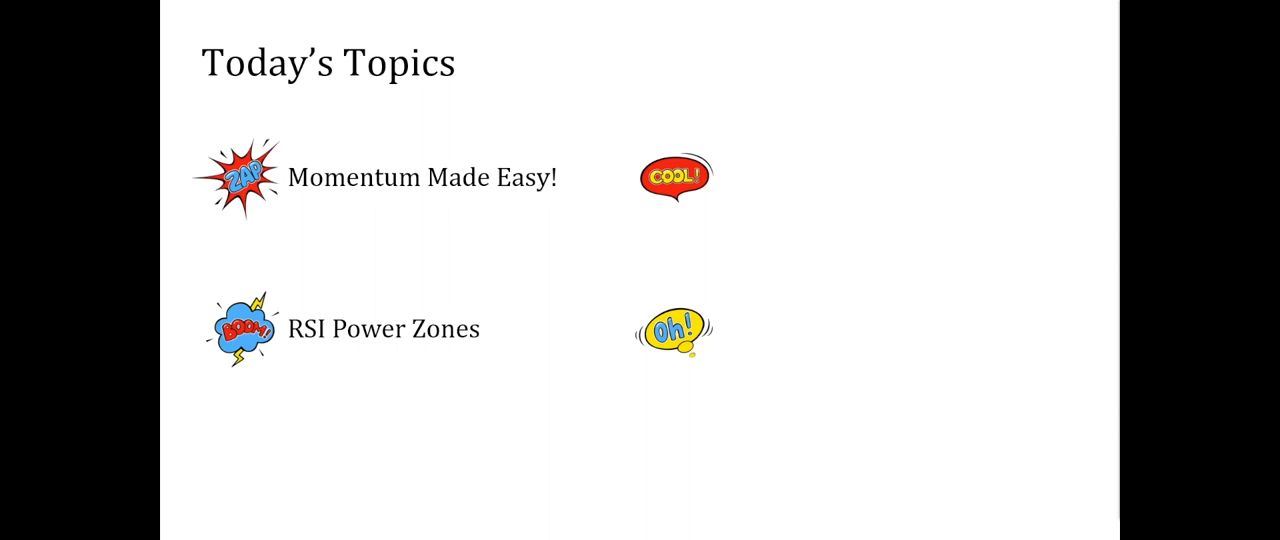 Today's Topics
ZAP
Momentum Made Easy!
COOL!
BOOM!
RSI Power Zones
Oh!